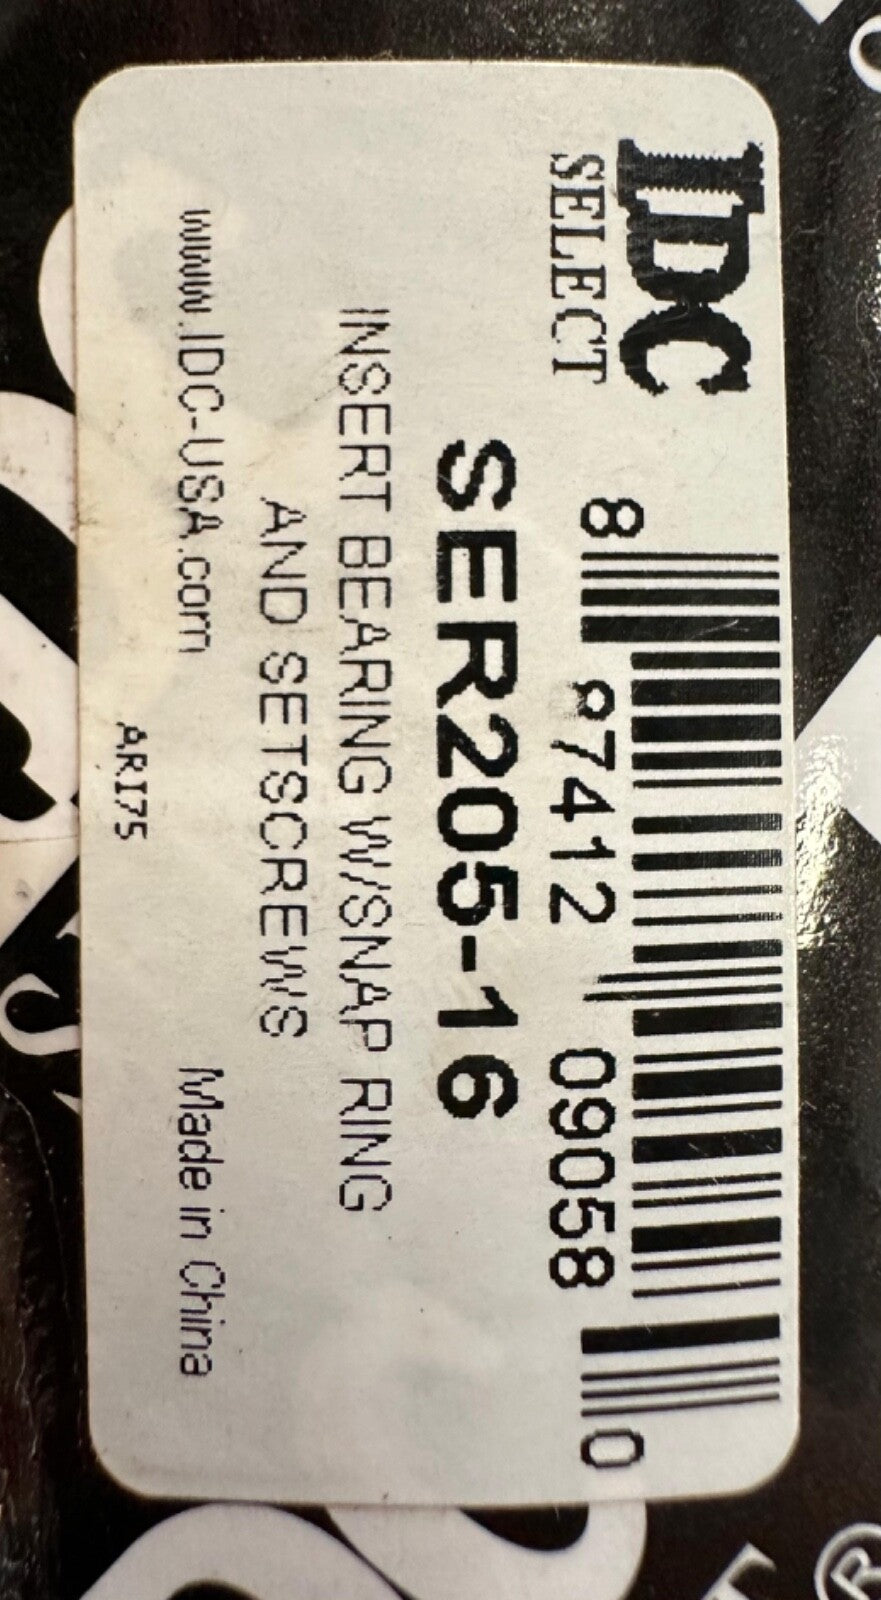 IDC
SELECT
8 87412 09058 0
SER205-16
INSERT BEARING W/SNAP RING
AND SETSCREWS
www.IDC-USA.com Made in China
ARI75